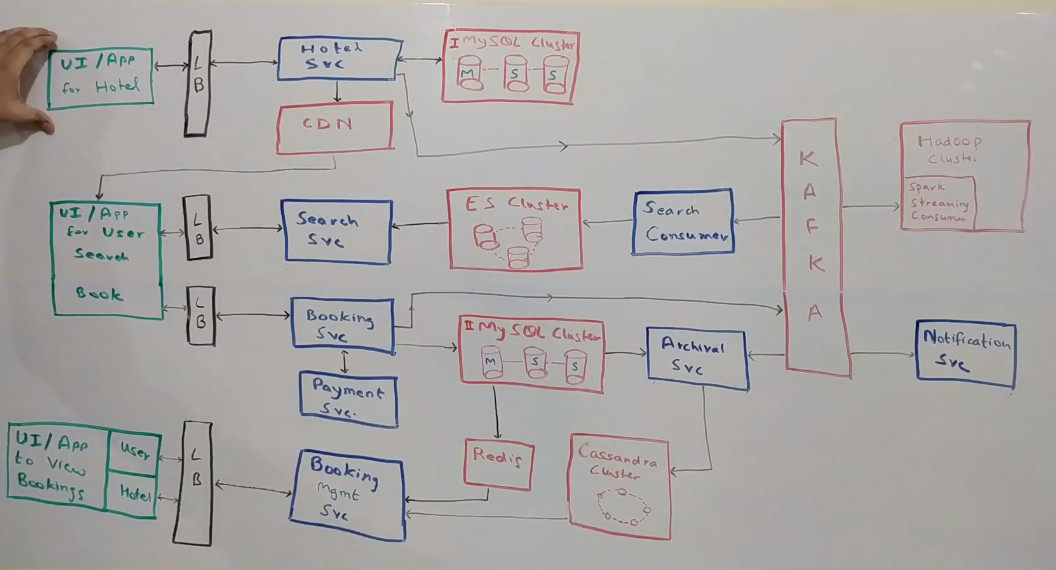 UI/App
for Hotel
L
B
Hotel
Svc
I MySQL Cluster
M
S
S
CDN
K
A
F
K
A
Hadoop
Cluster
Spark
Streaming
Consumer
UI/App
for User
Search
Book
L
B
Search
Svc
ES Cluster
Search
Consumer
L
B
Booking
Svc
II MySQL Cluster
M
S
S
Archival
Svc
Notification
Svc
Payment
Svc.
UI/App
to View
Bookings
User
Hotel
L
B
Booking
Mgmt
Svc
Redis
Cassandra
Cluster